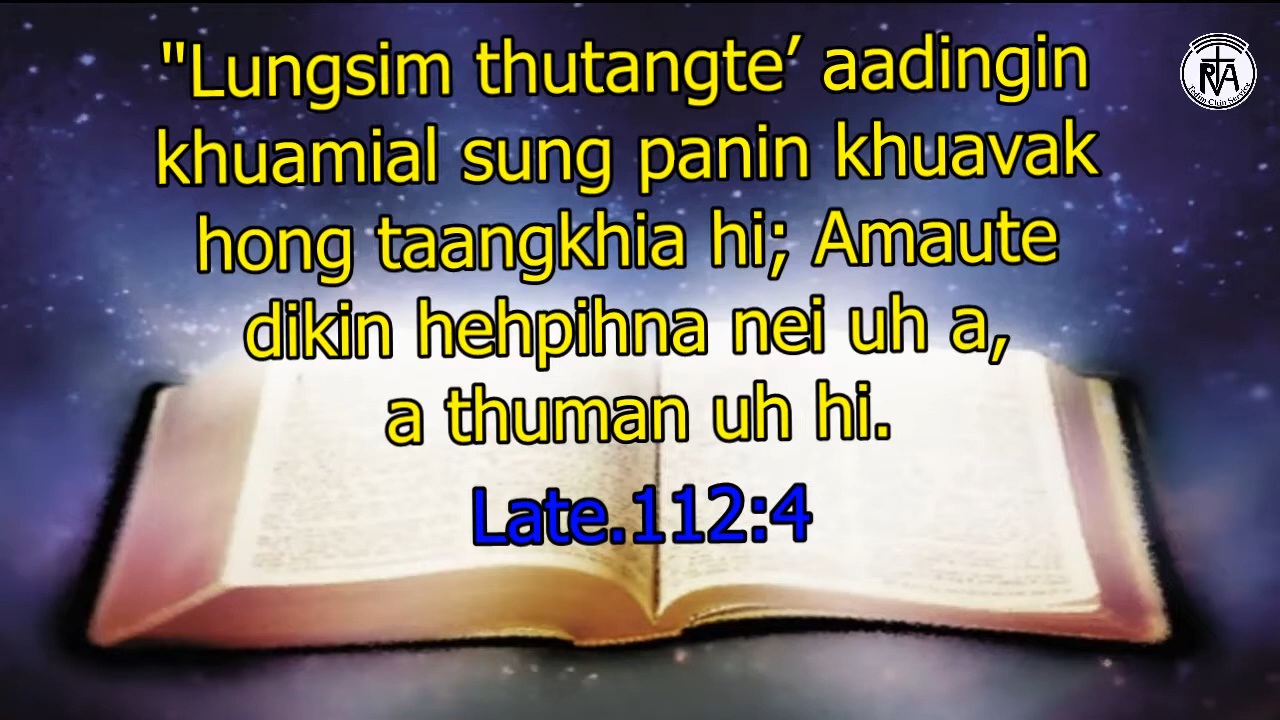 "Lungsim thutangte’ aadingin
khuamial sung panin khuavak
hong taangkhia hi; Amaute
dikin hehpihna nei uh a,
a thuman uh hi.
Late.112:4
RVA